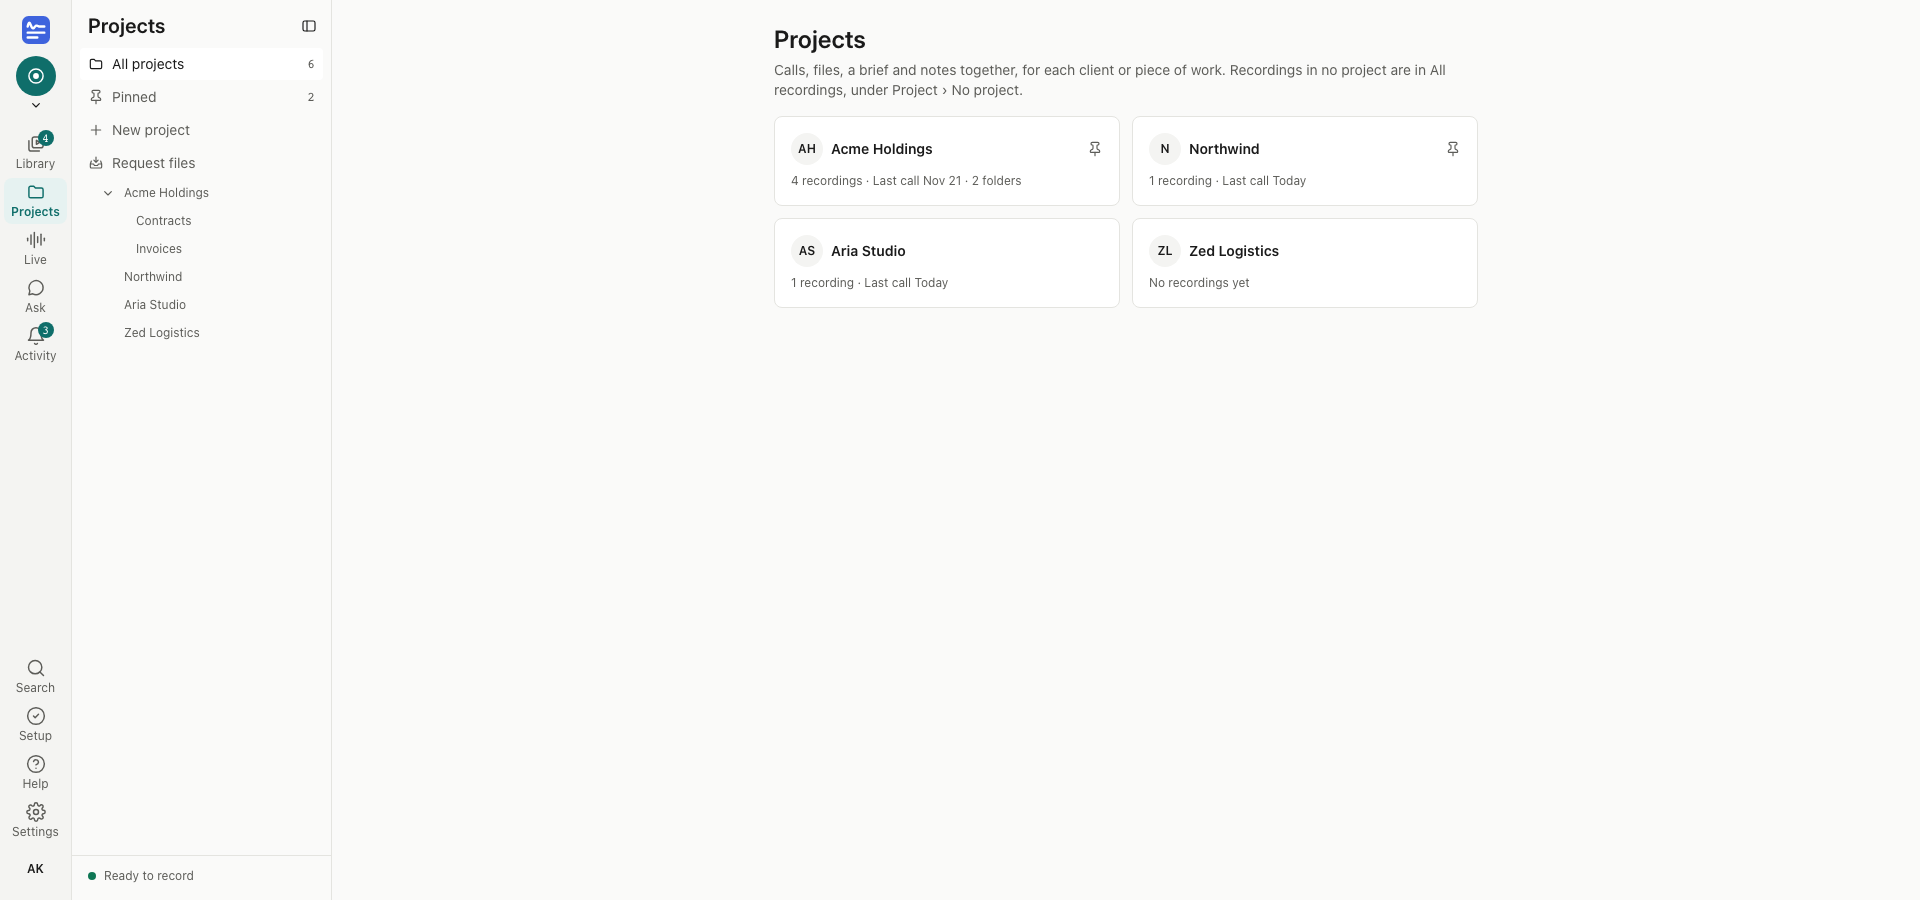 Projects
All projects 6
Pinned 2
New project
Request files
Acme Holdings
Contracts
Invoices
Northwind
Aria Studio
Zed Logistics
Ready to record
4
Library
Projects
Live
Ask
3
Activity
Search
Setup
Help
Settings
AK
Projects
Calls, files, a brief and notes together, for each client or piece of work. Recordings in no project are in All
recordings, under Project › No project.
AH Acme Holdings
4 recordings · Last call Nov 21 · 2 folders
N Northwind
1 recording · Last call Today
AS Aria Studio
1 recording · Last call Today
ZL Zed Logistics
No recordings yet